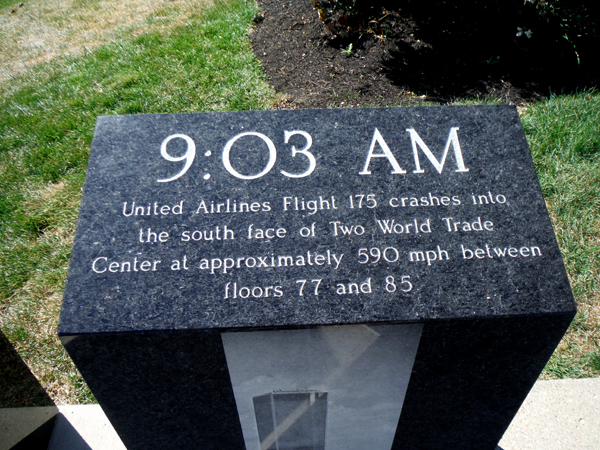 9:03 AM
United Airlines Flight 175 crashes into
the south face of Two World Trade
Center at approximately 590 mph between
floors 77 and 85